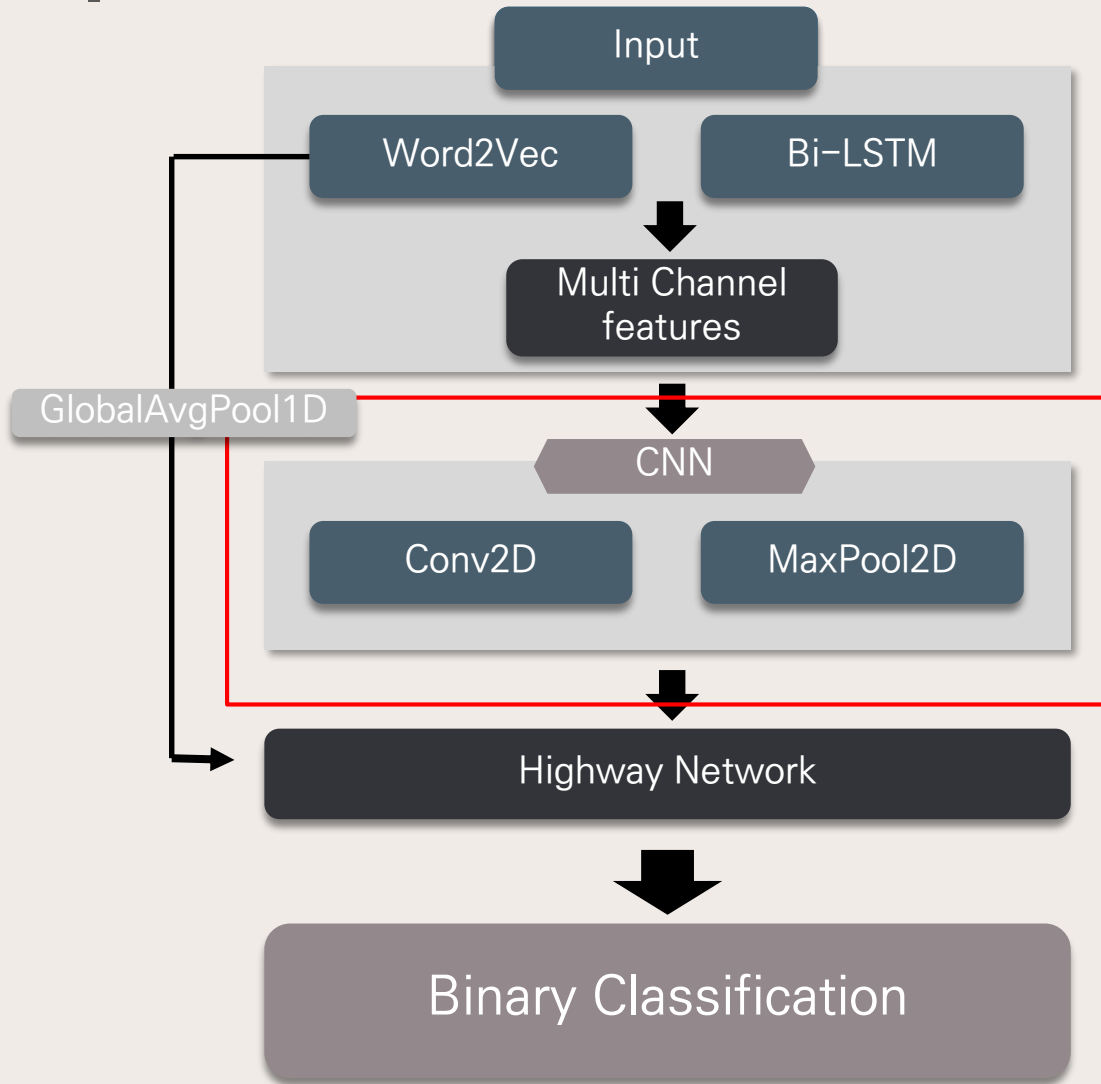 Input
Word2Vec
Bi-LSTM
Multi Channel
features
GlobalAvgPool1D
CNN
Conv2D
MaxPool2D
Highway Network
Binary Classification